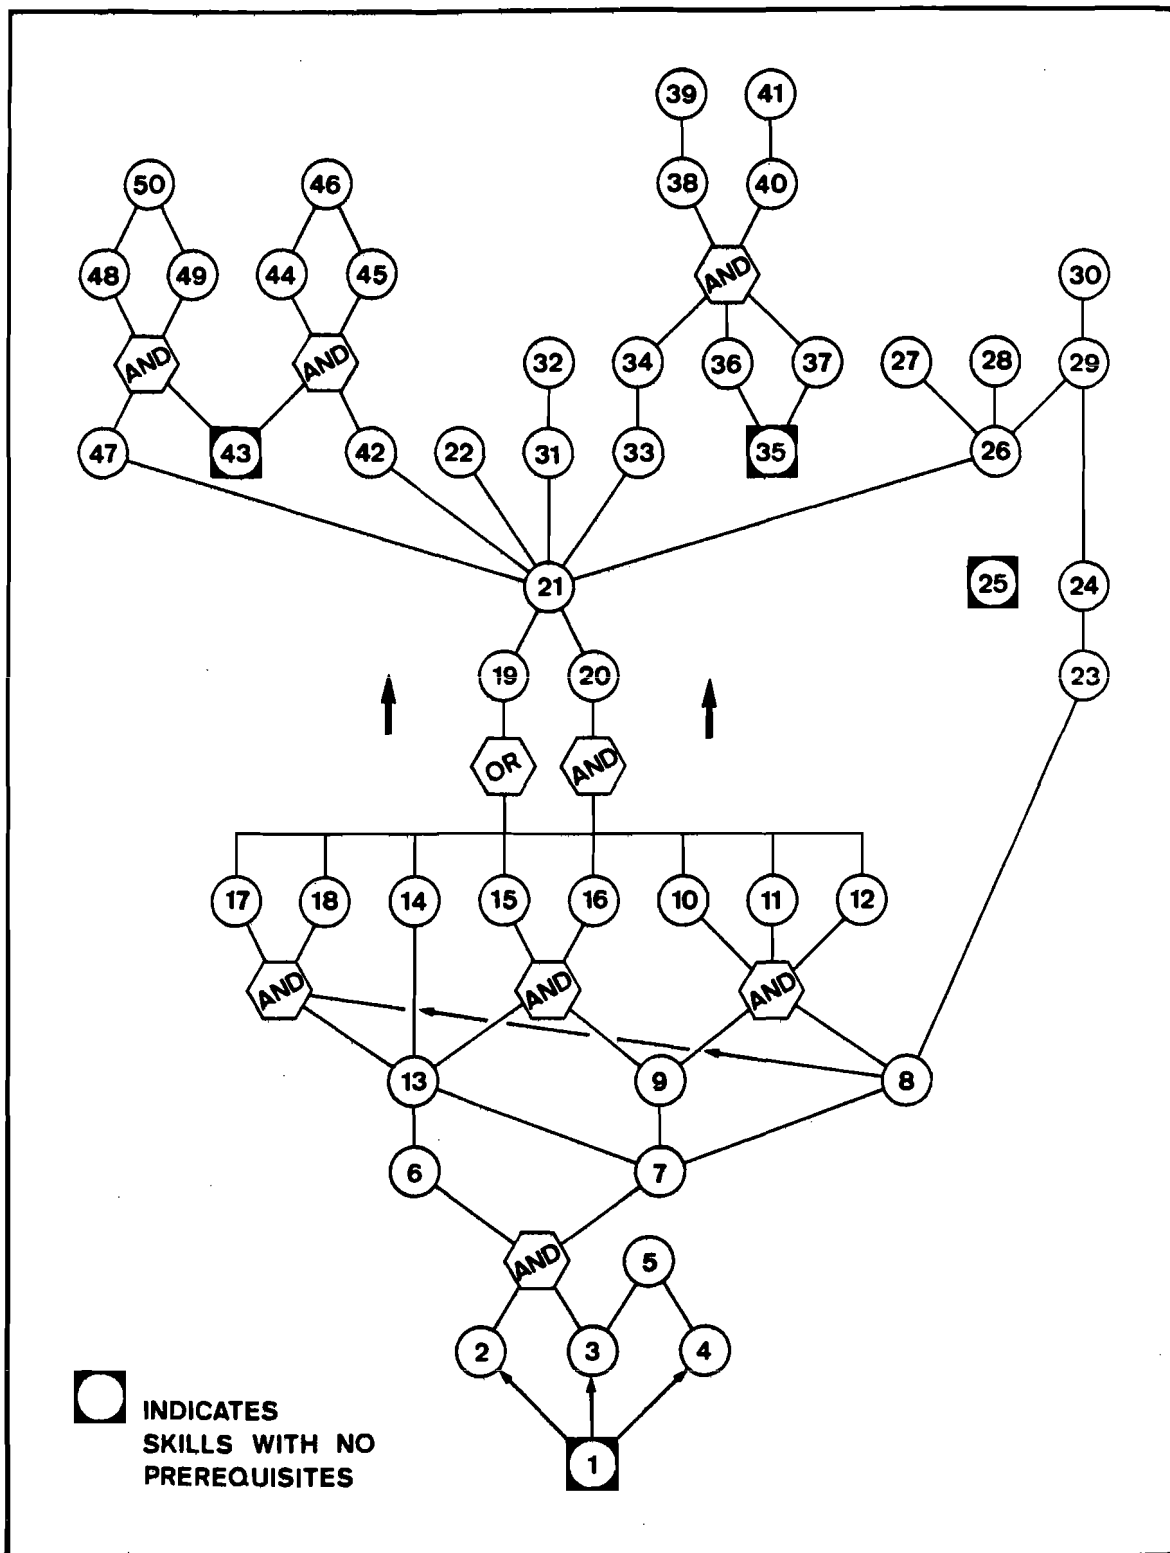 39 41
50 46 38 40
48 49 44 45 AND 30
AND AND 32 34 36 37 27 28 29
47 43 42 22 31 33 35 26
21 25 24
19 20 23
OR AND
17 18 14 15 16 10 11 12
AND AND AND
13 9 8
6 7
AND 5
2 3 4
1
INDICATES
SKILLS WITH NO
PREREQUISITES